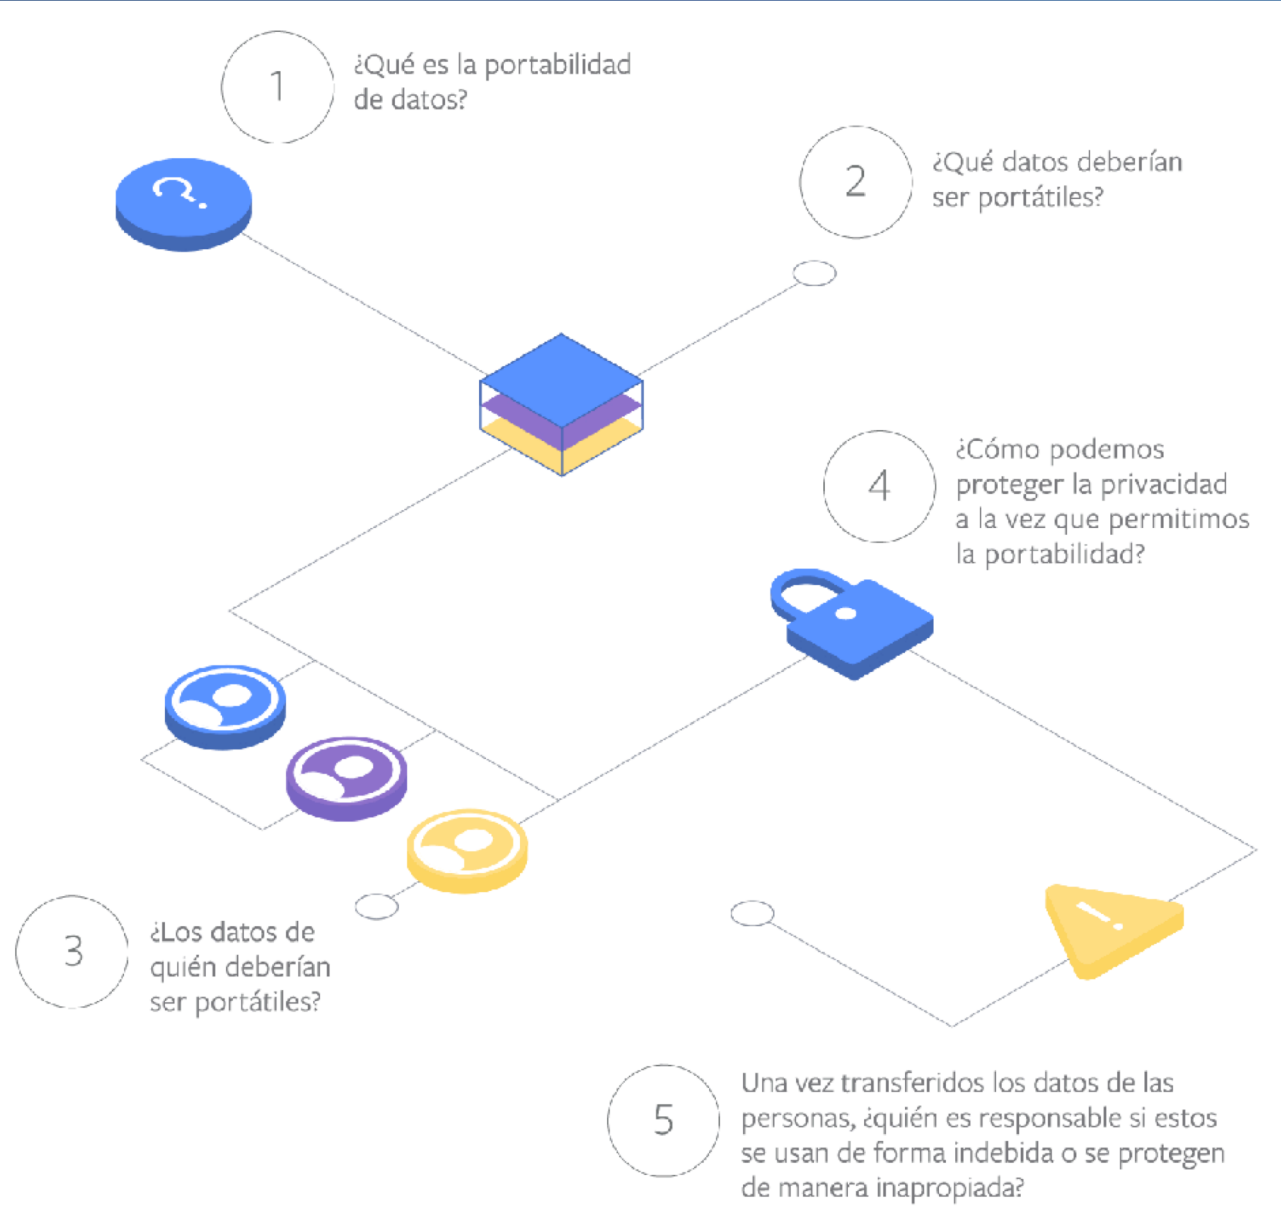 1
¿Qué es la portabilidad
de datos?
2
¿Qué datos deberían
ser portátiles?
4
¿Cómo podemos
proteger la privacidad
a la vez que permitimos
la portabilidad?
3
¿Los datos de
quién deberían
ser portátiles?
5
Una vez transferidos los datos de las
personas, ¿quién es responsable si estos
se usan de forma indebida o se protegen
de manera inapropiada?